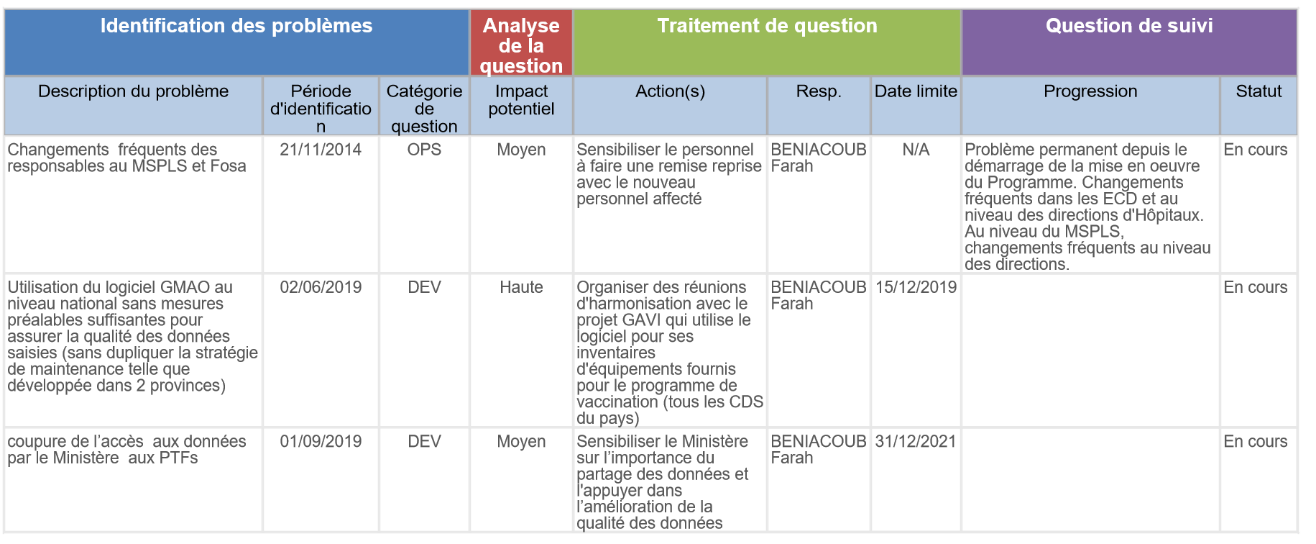 Identification des problèmes
Analyse
de la
question
Traitement de question
Question de suivi
Description du problème
Période
d'identificatio
n
Catégorie
de
question
Impact
potentiel
Action(s)
Resp.
Date limite
Progression
Statut
Changements  fréquents des
responsables au MSPLS et Fosa
21/11/2014
OPS
Moyen
Sensibiliser le personnel
à faire une remise reprise
avec le nouveau
personnel affecté
BENIACOUB
Farah
N/A
Problème permanent depuis le
démarrage de la mise en oeuvre
du Programme. Changements
fréquents dans les ECD et au
niveau des directions d'Hôpitaux.
Au niveau du MSPLS,
changements fréquents au niveau
des directions.
En cours
Utilisation du logiciel GMAO au
niveau national sans mesures
préalables suffisantes pour
assurer la qualité des données
saisies (sans dupliquer la stratégie
de maintenance telle que
développée dans 2 provinces)
02/06/2019
DEV
Haute
Organiser des réunions
d'harmonisation avec le
projet GAVI qui utilise le
logiciel pour ses
inventaires
d'équipements fournis
pour le programme de
vaccination (tous les CDS
du pays)
BENIACOUB
Farah
15/12/2019
En cours
coupure de l’accès  aux données
par le Ministère  aux PTFs
01/09/2019
DEV
Moyen
Sensibiliser le Ministère
sur l’importance du
partage des données et
l'appuyer dans
l’amélioration de la
qualité des données
BENIACOUB
Farah
31/12/2021
En cours